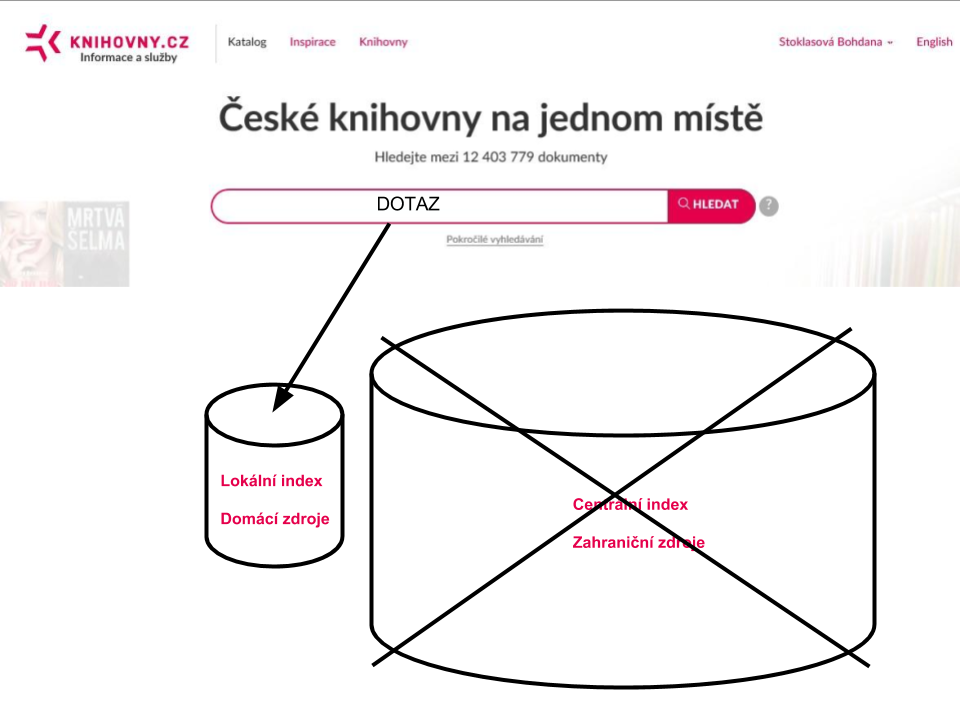 KNIHOVNY.CZ
Informace a služby
Katalog Inspirace Knihovny
Stoklasová Bohdana English
České knihovny na jednom místě
Hledejte mezi 12 403 779 dokumenty
DOTAZ
HLEDAT ?
Pokročilé vyhledávání
MRTVÁ
SELMA
Lokální index
Domácí zdroje
Centrální index
Zahraniční zdroje